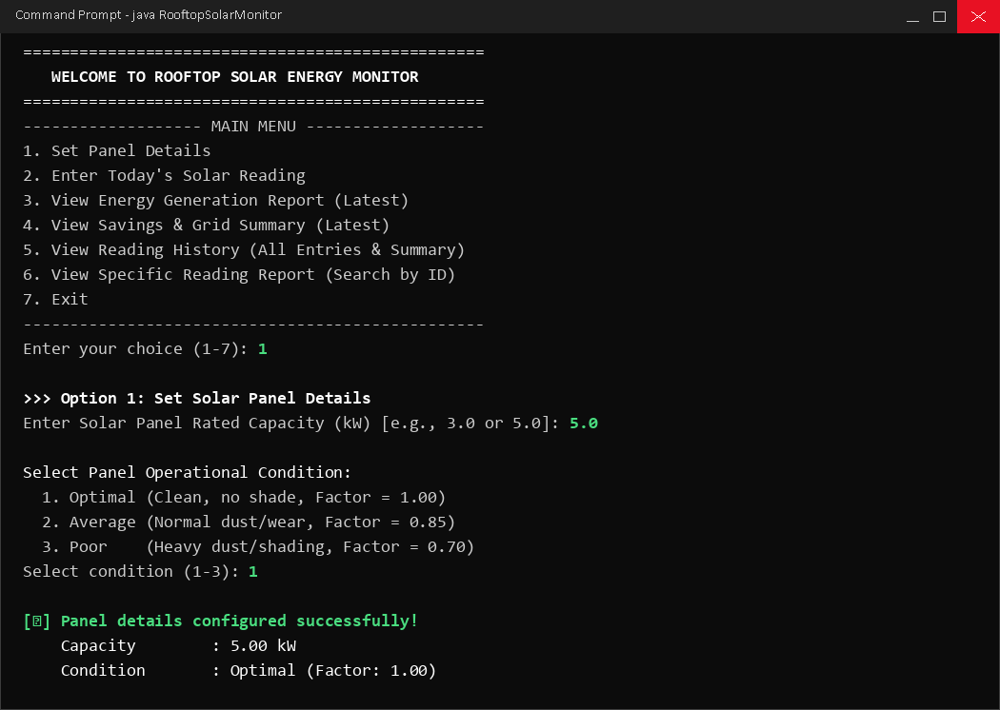 Command Prompt - java RooftopSolarMonitor
=================================================
WELCOME TO ROOFTOP SOLAR ENERGY MONITOR
=================================================
------------------- MAIN MENU -------------------
1. Set Panel Details
2. Enter Today's Solar Reading
3. View Energy Generation Report (Latest)
4. View Savings & Grid Summary (Latest)
5. View Reading History (All Entries & Summary)
6. View Specific Reading Report (Search by ID)
7. Exit
-------------------------------------------------
Enter your choice (1-7): 1
>>> Option 1: Set Solar Panel Details
Enter Solar Panel Rated Capacity (kW) [e.g., 3.0 or 5.0]: 5.0
Select Panel Operational Condition:
1. Optimal (Clean, no shade, Factor = 1.00)
2. Average (Normal dust/wear, Factor = 0.85)
3. Poor    (Heavy dust/shading, Factor = 0.70)
Select condition (1-3): 1
[⍰] Panel details configured successfully!
Capacity        : 5.00 kW
Condition       : Optimal (Factor: 1.00)